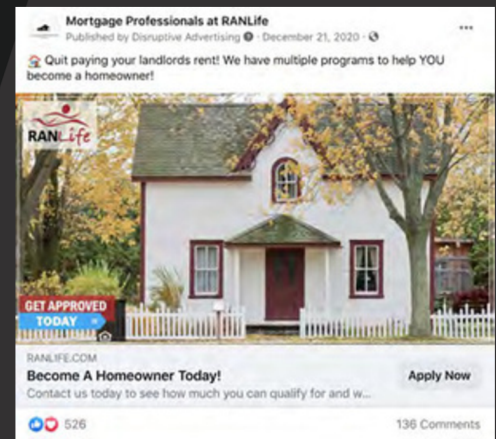 Mortgage Professionals at RANLife
Published by Disruptive Advertising · December 21, 2020 ·
Quit paying your landlords rent! We have multiple programs to help YOU
become a homeowner!
RANLife
GET APPROVED
TODAY
RANLIFE.COM
Become A Homeowner Today!
Apply Now
Contact us today to see how much you can qualify for and w...
526
136 Comments